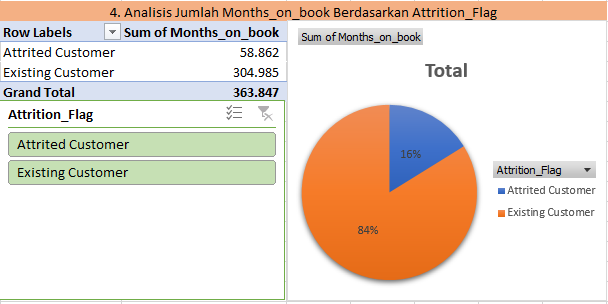 4. Analisis Jumlah Months_on_book Berdasarkan Attrition_Flag
Row Labels Sum of Months_on_book
Attrited Customer 58.862
Existing Customer 304.985
Grand Total 363.847
Attrition_Flag
Attrited Customer
Existing Customer
Sum of Months_on_book
Total
16%
84%
Attrition_Flag
Attrited Customer
Existing Customer